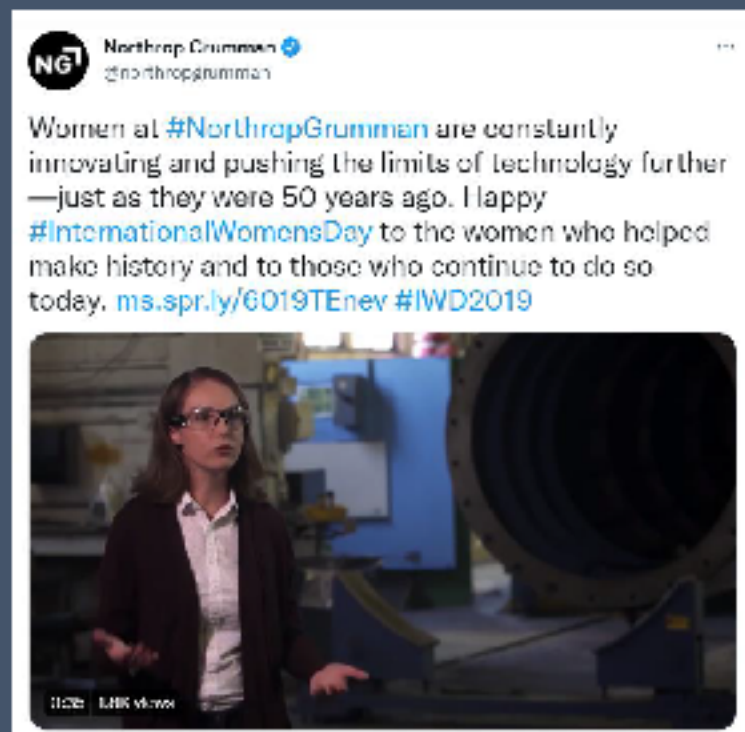 NG
Northrop Grumman
@northropgrumman
Women at #NorthropGrumman are constantly
innovating and pushing the limits of technology further
—just as they were 50 years ago. Happy
#InternationalWomensDay to the women who helped
make history and to those who continue to do so
today. ms.spr.ly/6019TEnev #IWD2019
views